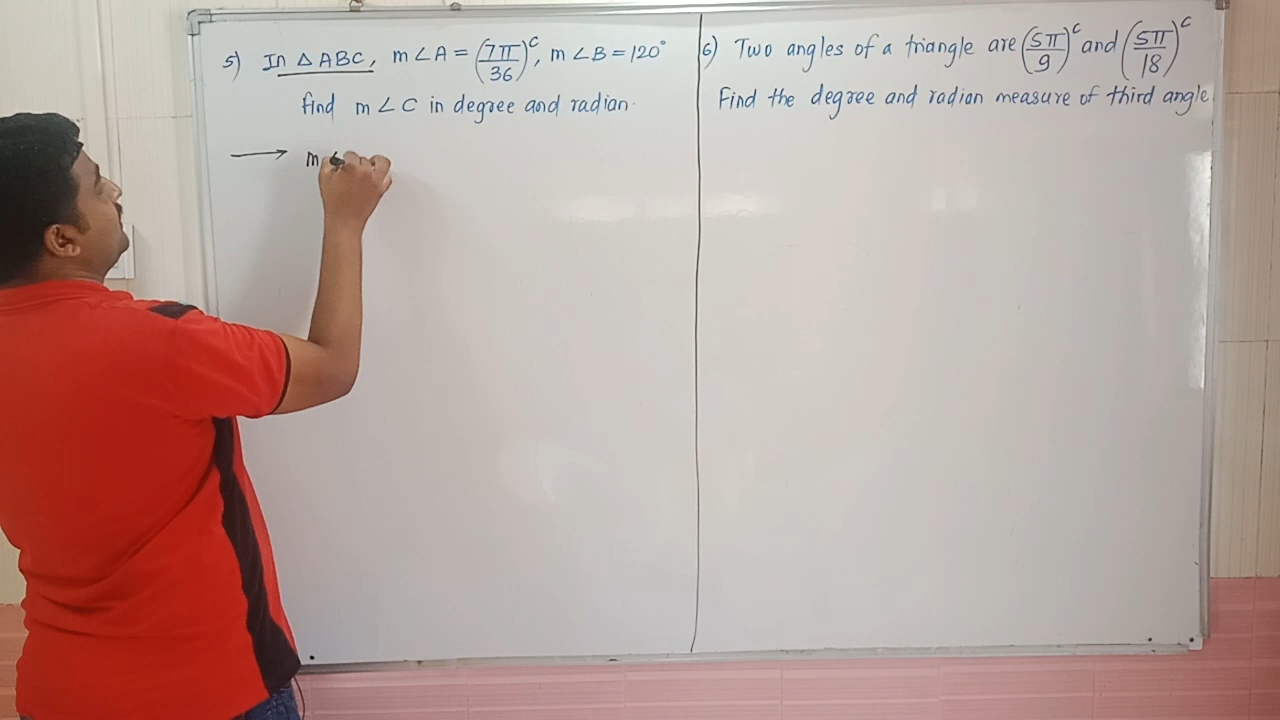 5) In △ ABC, m∠A = (7π/36)ᶜ, m∠B = 120°
find m∠C in degree and radian.
⟶ m
6) Two angles of a triangle are (5π/9)ᶜ and (5π/18)ᶜ
Find the degree and radian measure of third angle.